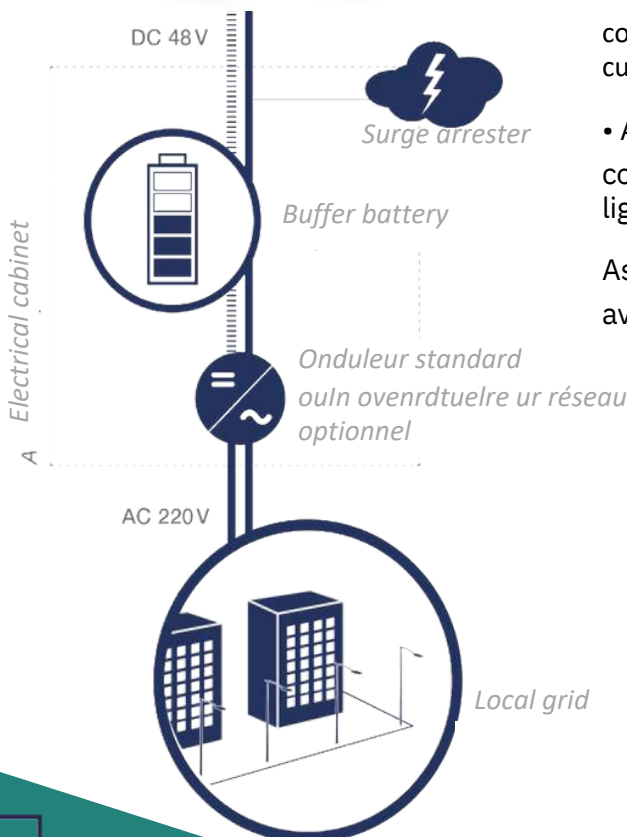 DC 48 V
Surge arrester
Buffer battery
Electrical cabinet
A
Onduleur standard
ouIn ovenrdtuelre ur réseau
optionnel
AC 220 V
Local grid
co
cu
• A
co
lig
As
av